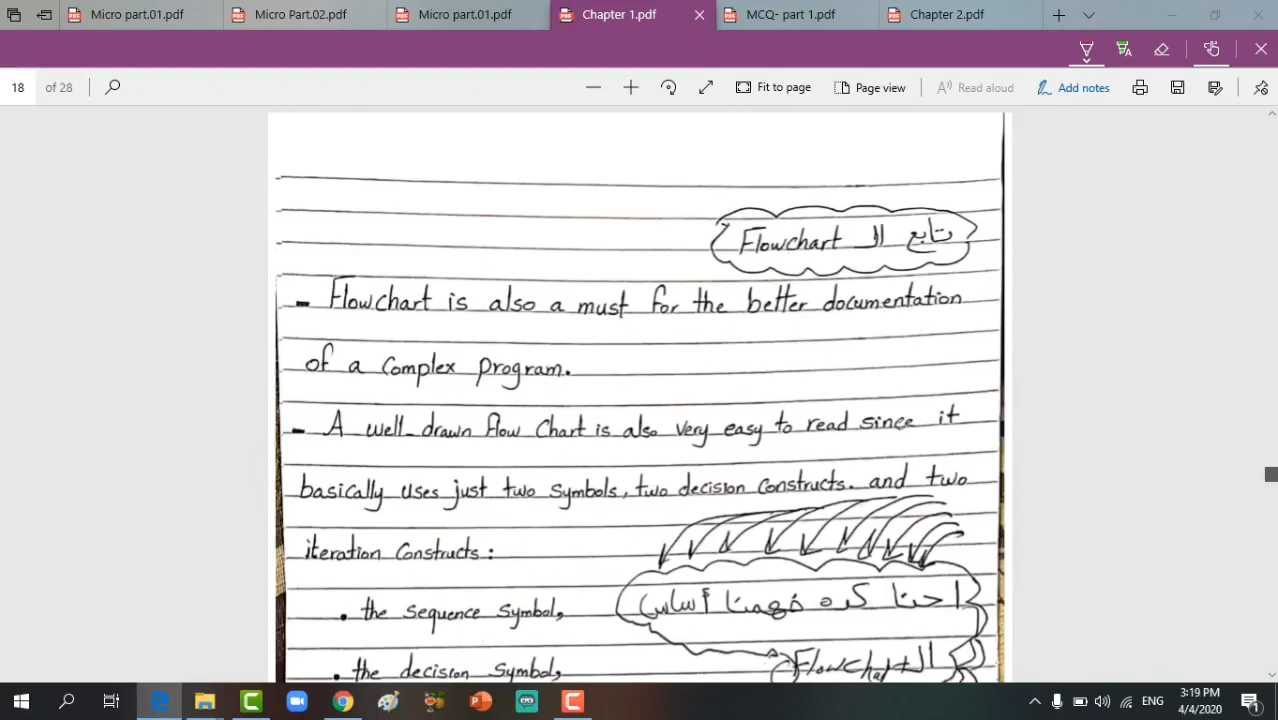 Micro part.01.pdf
Micro Part.02.pdf
Micro part.01.pdf
Chapter 1.pdf
MCQ- part 1.pdf
Chapter 2.pdf
18 of 28
Fit to page
Page view
Read aloud
Add notes
تابع ال Flowchart
- Flowchart is also a must for the better documentation
of a Complex program.
- A well-drawn flow Chart is also very easy to read since it
basically uses just two symbols, two decision constructs. and two
iteration Constructs:
. the sequence symbol,
احنا كده فهمنا أساس
. the decision symbol,
ال Flowchart
ENG
3:19 PM
4/4/2020
1